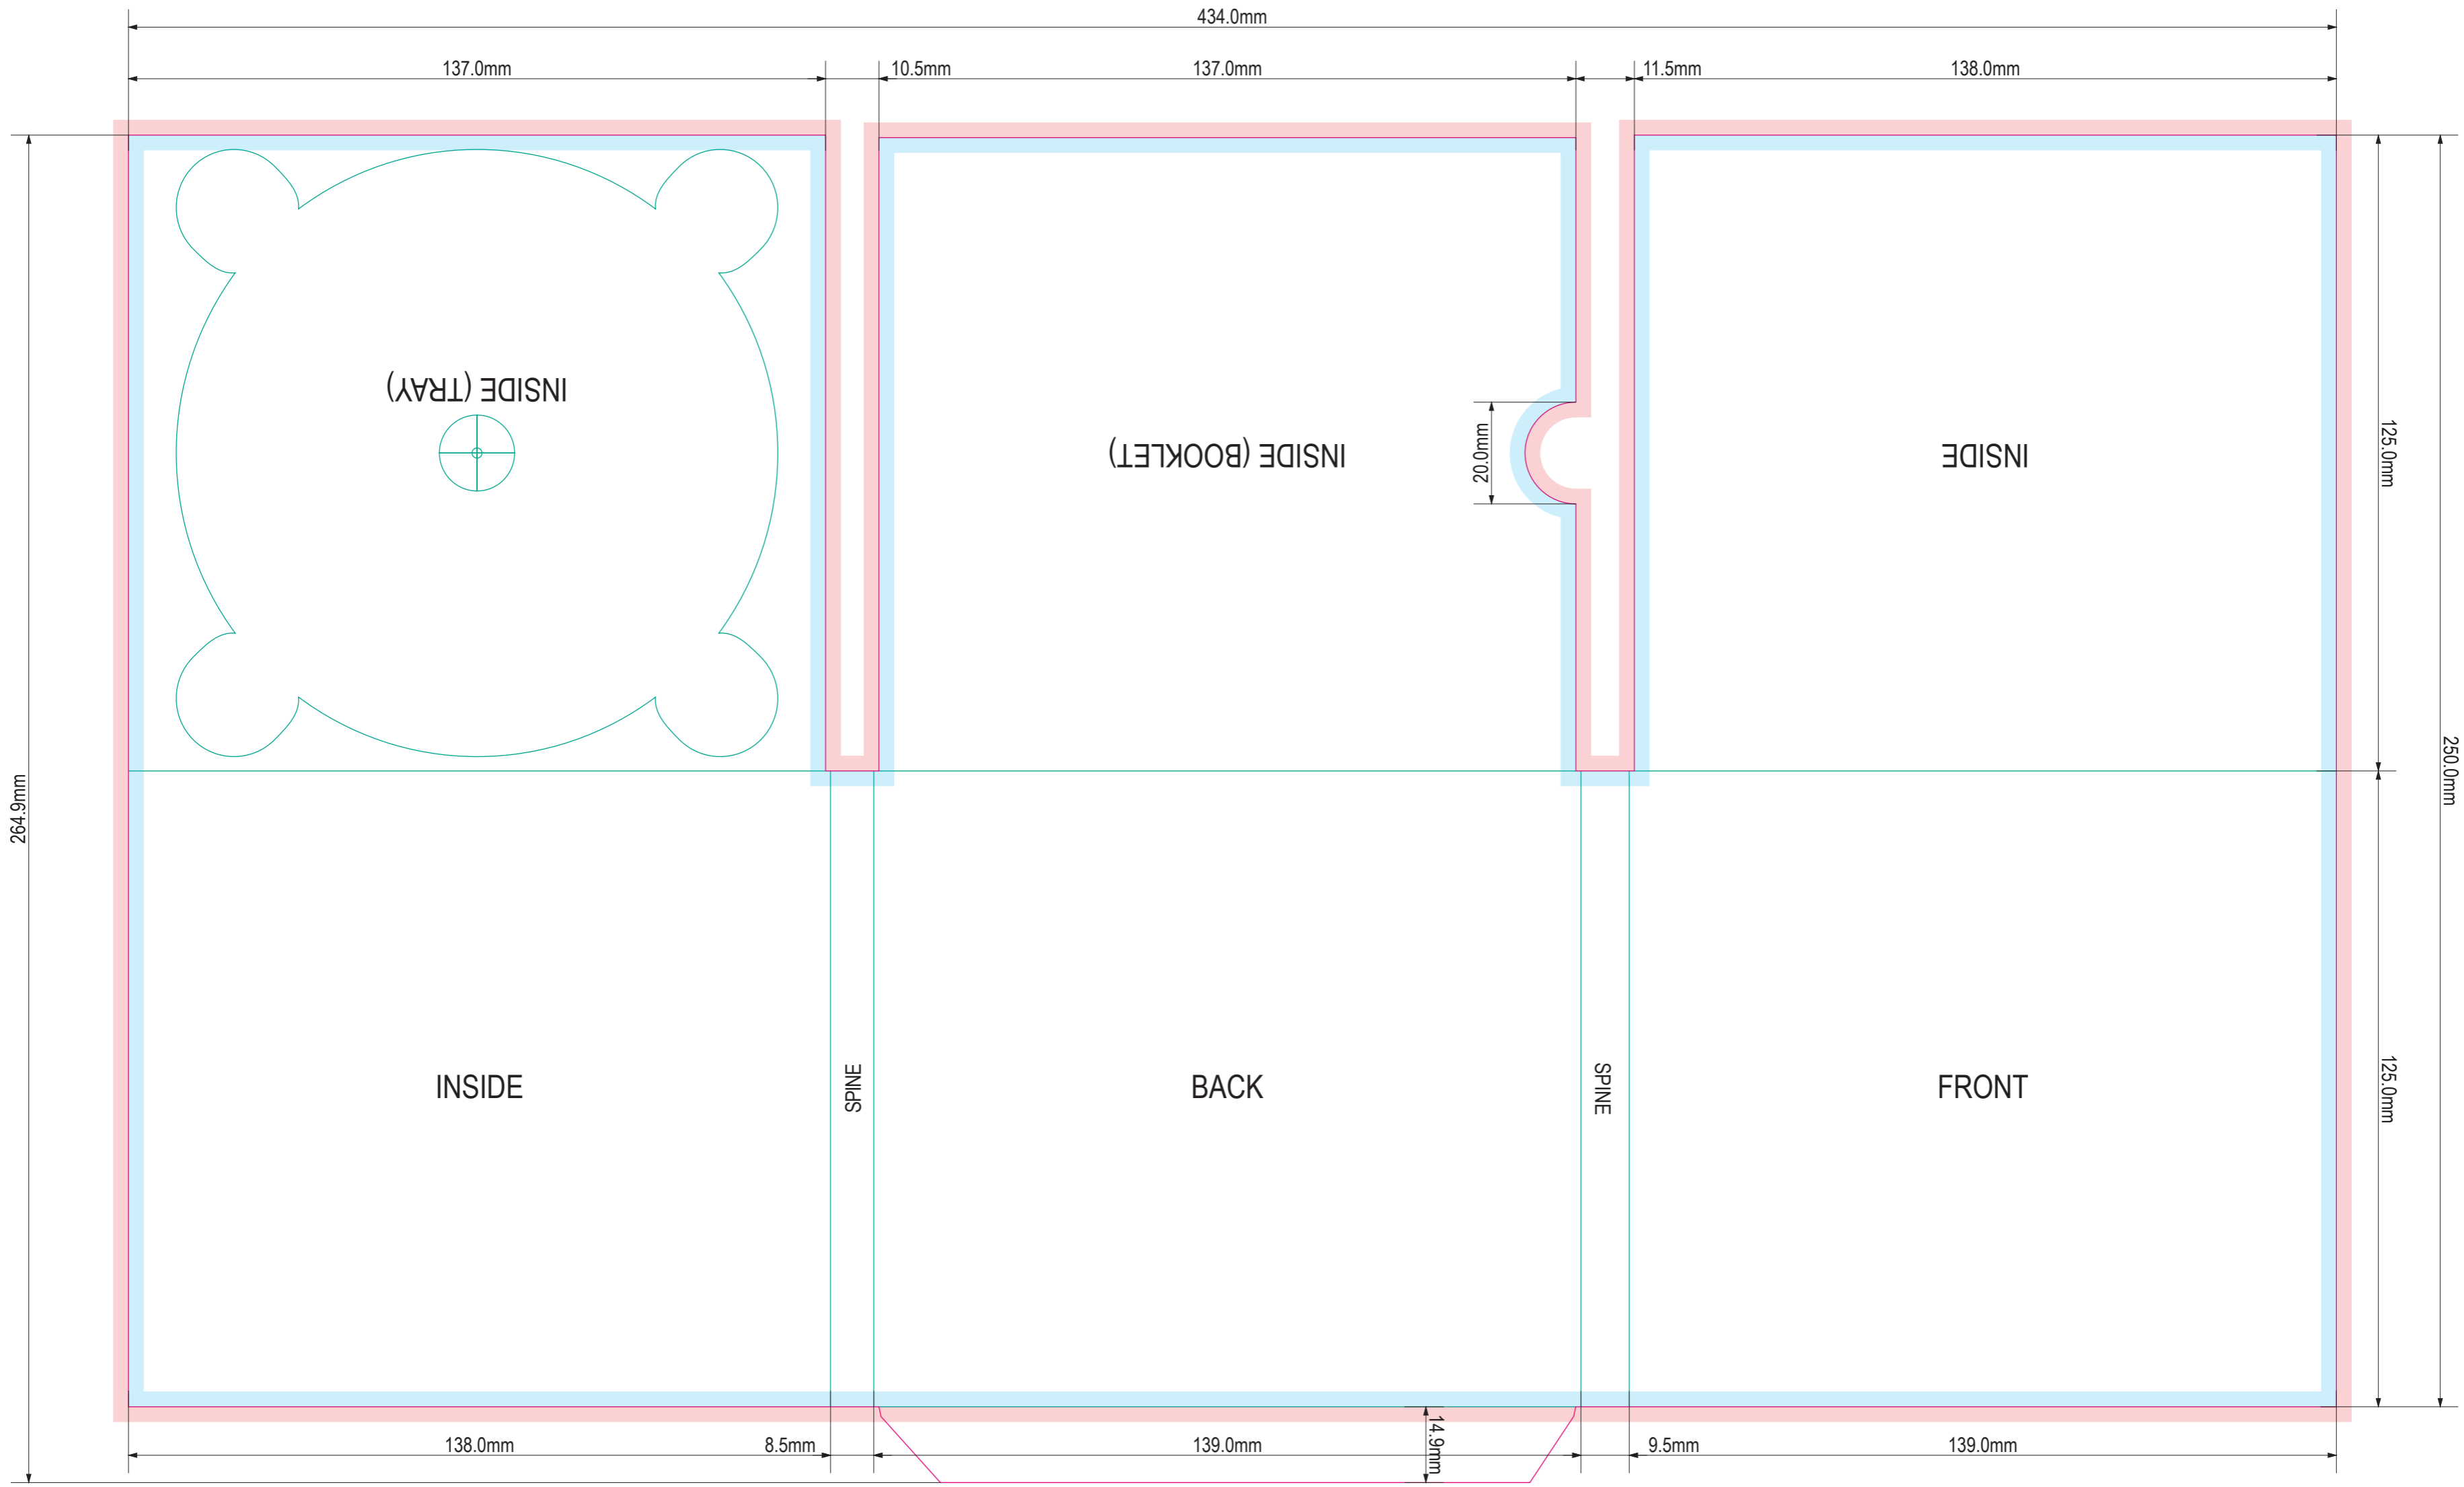 434.0mm
137.0mm
10.5mm
137.0mm
11.5mm
138.0mm
INSIDE (TRAY)
INSIDE (BOOKLET)
INSIDE
20.0mm
125.0mm
250.0mm
264.9mm
INSIDE
SPINE
BACK
SPINE
FRONT
125.0mm
138.0mm
8.5mm
139.0mm
14.9mm
9.5mm
139.0mm